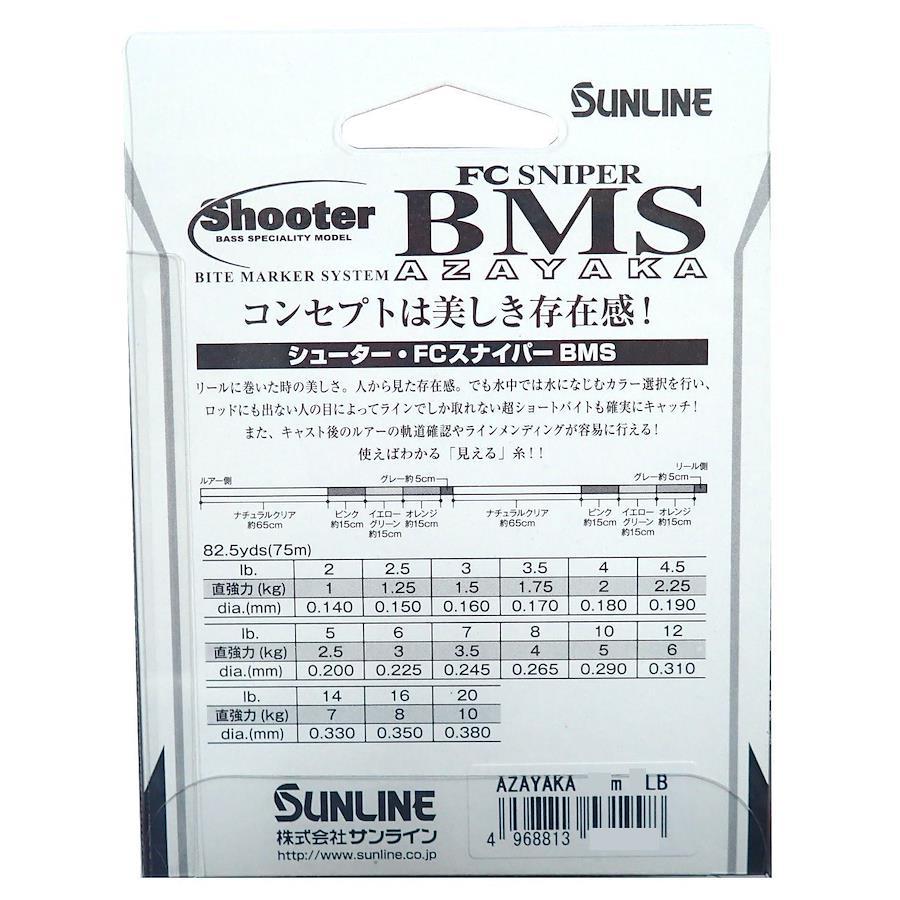 SUNLINE
FC SNIPER
Shooter
BASS SPECIALITY MODEL
BMS
BITE MARKER SYSTEM AZAYAKA
コンセプトは美しき存在感！
シューター・FCスナイパー BMS
リールに巻いた時の美しさ。人から見た存在感。でも水中では水になじむカラー選択を行い、
ロッドにも出ない人の目によってラインでしか取れない超ショートバイトも確実にキャッチ！
また、キャスト後のルアーの軌道確認やラインメンディングが容易に行える！
使えばわかる「見える」糸！！
ルアー側 グレー約5cm グレー約5cm リール側
ナチュラルクリア 約65cm ピンク 約15cm イエローグリーン 約15cm オレンジ 約15cm ナチュラルクリア 約65cm ピンク 約15cm イエローグリーン 約15cm オレンジ 約15cm
82.5yds(75m)
lb. 2 2.5 3 3.5 4 4.5
直強力 (kg) 1 1.25 1.5 1.75 2 2.25
dia.(mm) 0.140 0.150 0.160 0.170 0.180 0.190
lb. 5 6 7 8 10 12
直強力 (kg) 2.5 3 3.5 4 5 6
dia.(mm) 0.200 0.225 0.245 0.265 0.290 0.310
lb. 14 16 20
直強力 (kg) 7 8 10
dia.(mm) 0.330 0.350 0.380
SUNLINE
株式会社サンライン
http://www.sunline.co.jp
AZAYAKA m LB
4 968813